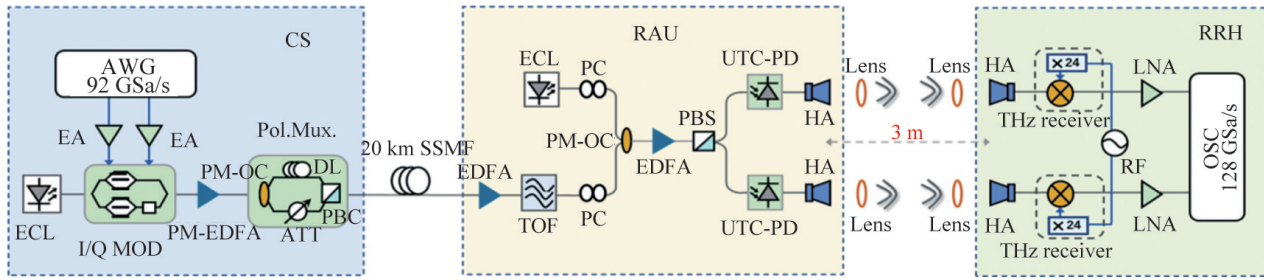 CS
AWG
92 GSa/s
EA
EA
ECL
I/Q MOD
PM-EDFA
PM-OC
Pol.Mux.
DL
ATT
PBC
20 km SSMF
EDFA
RAU
ECL
PC
TOF
PC
PM-OC
EDFA
PBS
UTC-PD
HA
UTC-PD
HA
Lens
Lens
3 m
Lens
Lens
RRH
HA
×24
THz receiver
LNA
RF
HA
×24
THz receiver
LNA
OSC
128 GSa/s